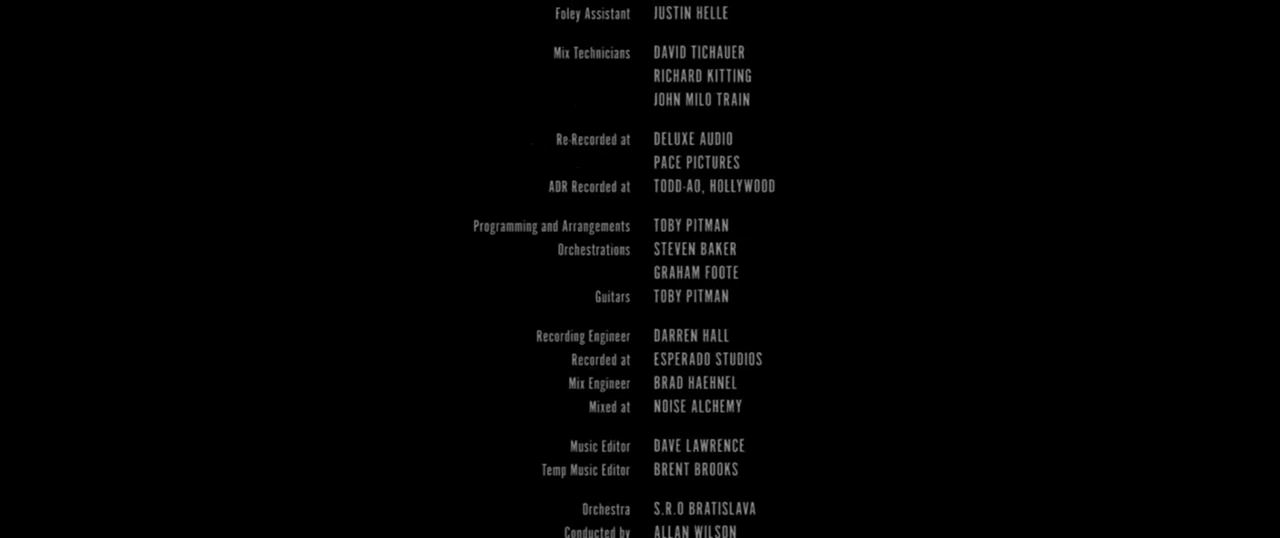 Foley Assistant JUSTIN HELLE
Mix Technicians DAVID TICHAUER
RICHARD KITTING
JOHN MILO TRAIN
Re-Recorded at DELUXE AUDIO
PACE PICTURES
ADR Recorded at TODD-AO, HOLLYWOOD
Programming and Arrangements TOBY PITMAN
Orchestrations STEVEN BAKER
GRAHAM FOOTE
Guitars TOBY PITMAN
Recording Engineer DARREN HALL
Recorded at ESPERADO STUDIOS
Mix Engineer BRAD HAEHNEL
Mixed at NOISE ALCHEMY
Music Editor DAVE LAWRENCE
Temp Music Editor BRENT BROOKS
Orchestra S.R.O BRATISLAVA
Conducted by ALLAN WILSON